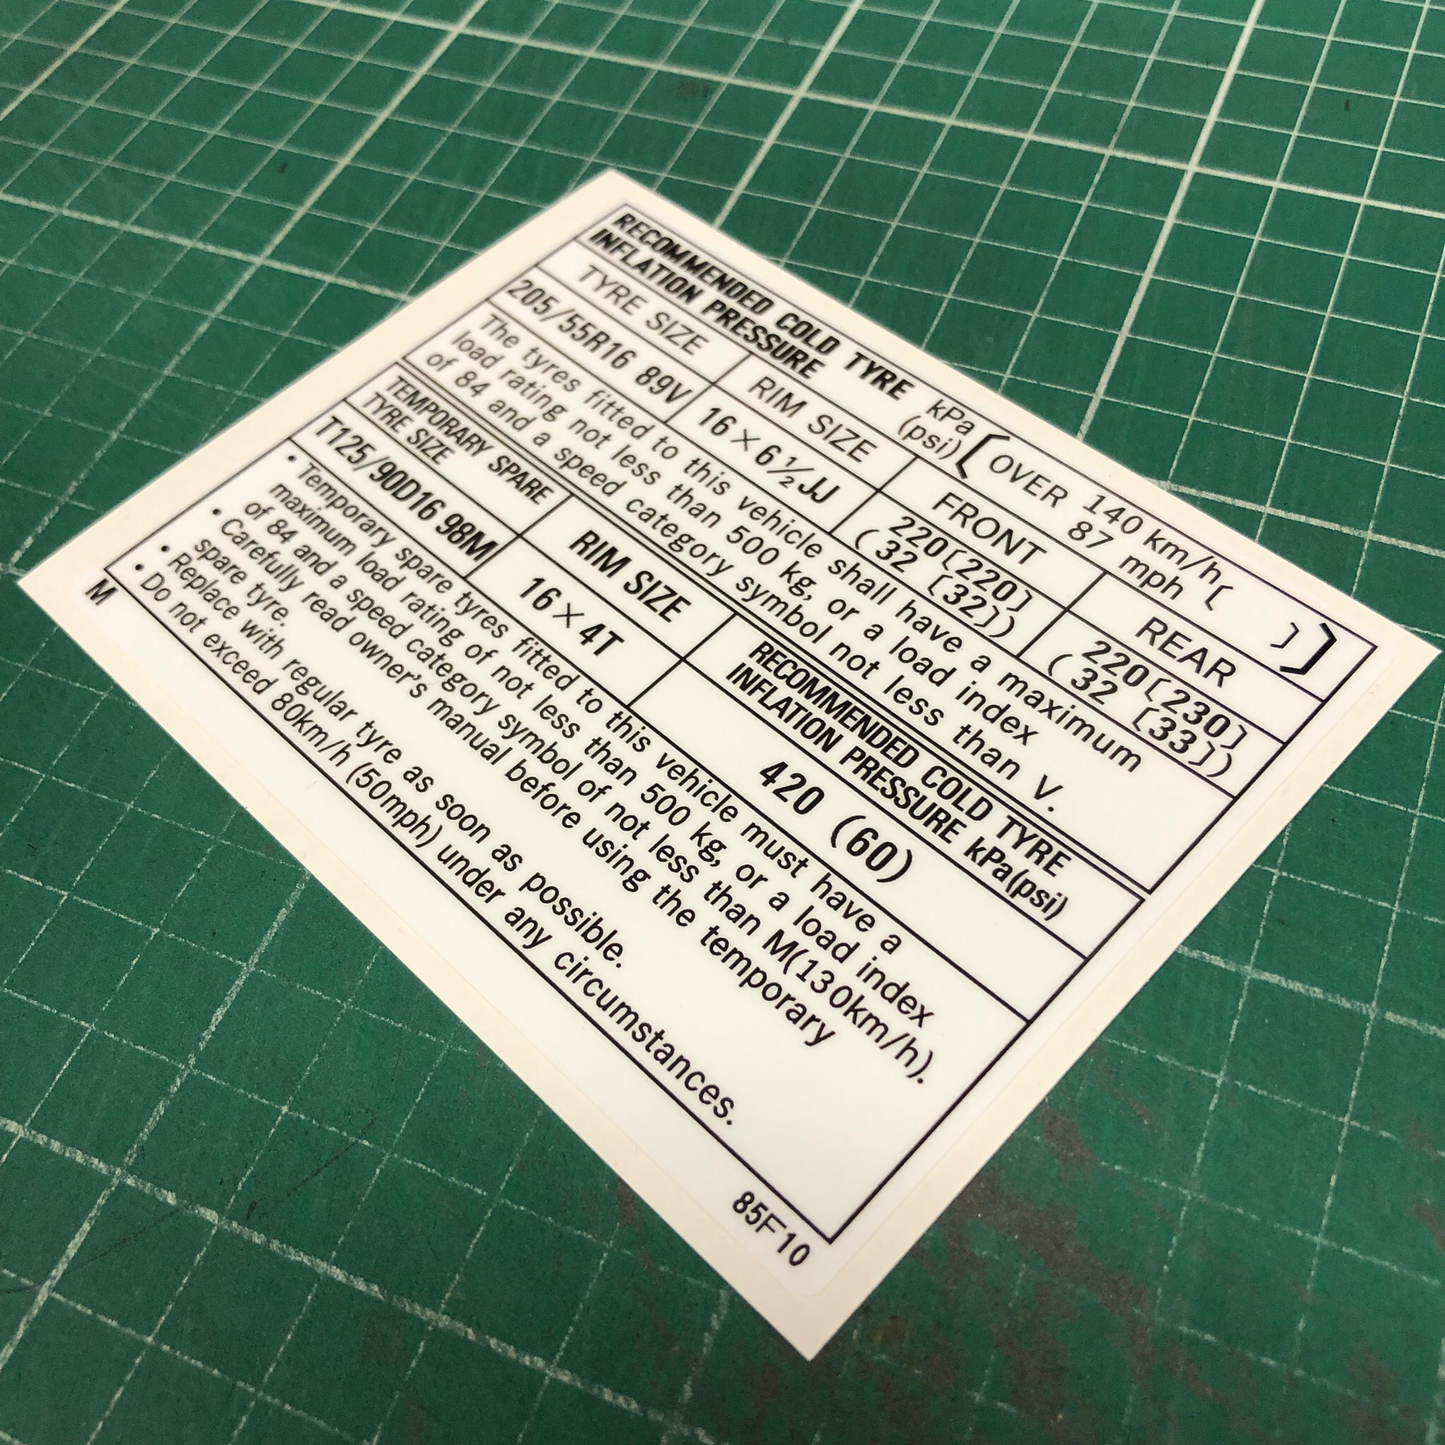 RECOMMENDED COLD TYRE INFLATION PRESSURE kPa (psi) [OVER 140 km/h [ 87 mph ]]
TYRE SIZE RIM SIZE FRONT REAR
205/55R16 89V 16×6½JJ 220[220] 220[230]
(32 [32]) (32 [33])
The tyres fitted to this vehicle shall have a maximum
load rating not less than 500 kg, or a load index
of 84 and a speed category symbol not less than V.
TEMPORARY SPARE TYRE SIZE RIM SIZE RECOMMENDED COLD TYRE INFLATION PRESSURE kPa(psi)
T125/90D16 98M 16×4T 420 (60)
• Temporary spare tyres fitted to this vehicle must have a
maximum load rating of not less than 500 kg, or a load index
of 84 and a speed category symbol of not less than M(130km/h).
• Carefully read owner's manual before using the temporary
spare tyre.
• Replace with regular tyre as soon as possible.
• Do not exceed 80km/h (50mph) under any circumstances.
M 85F10